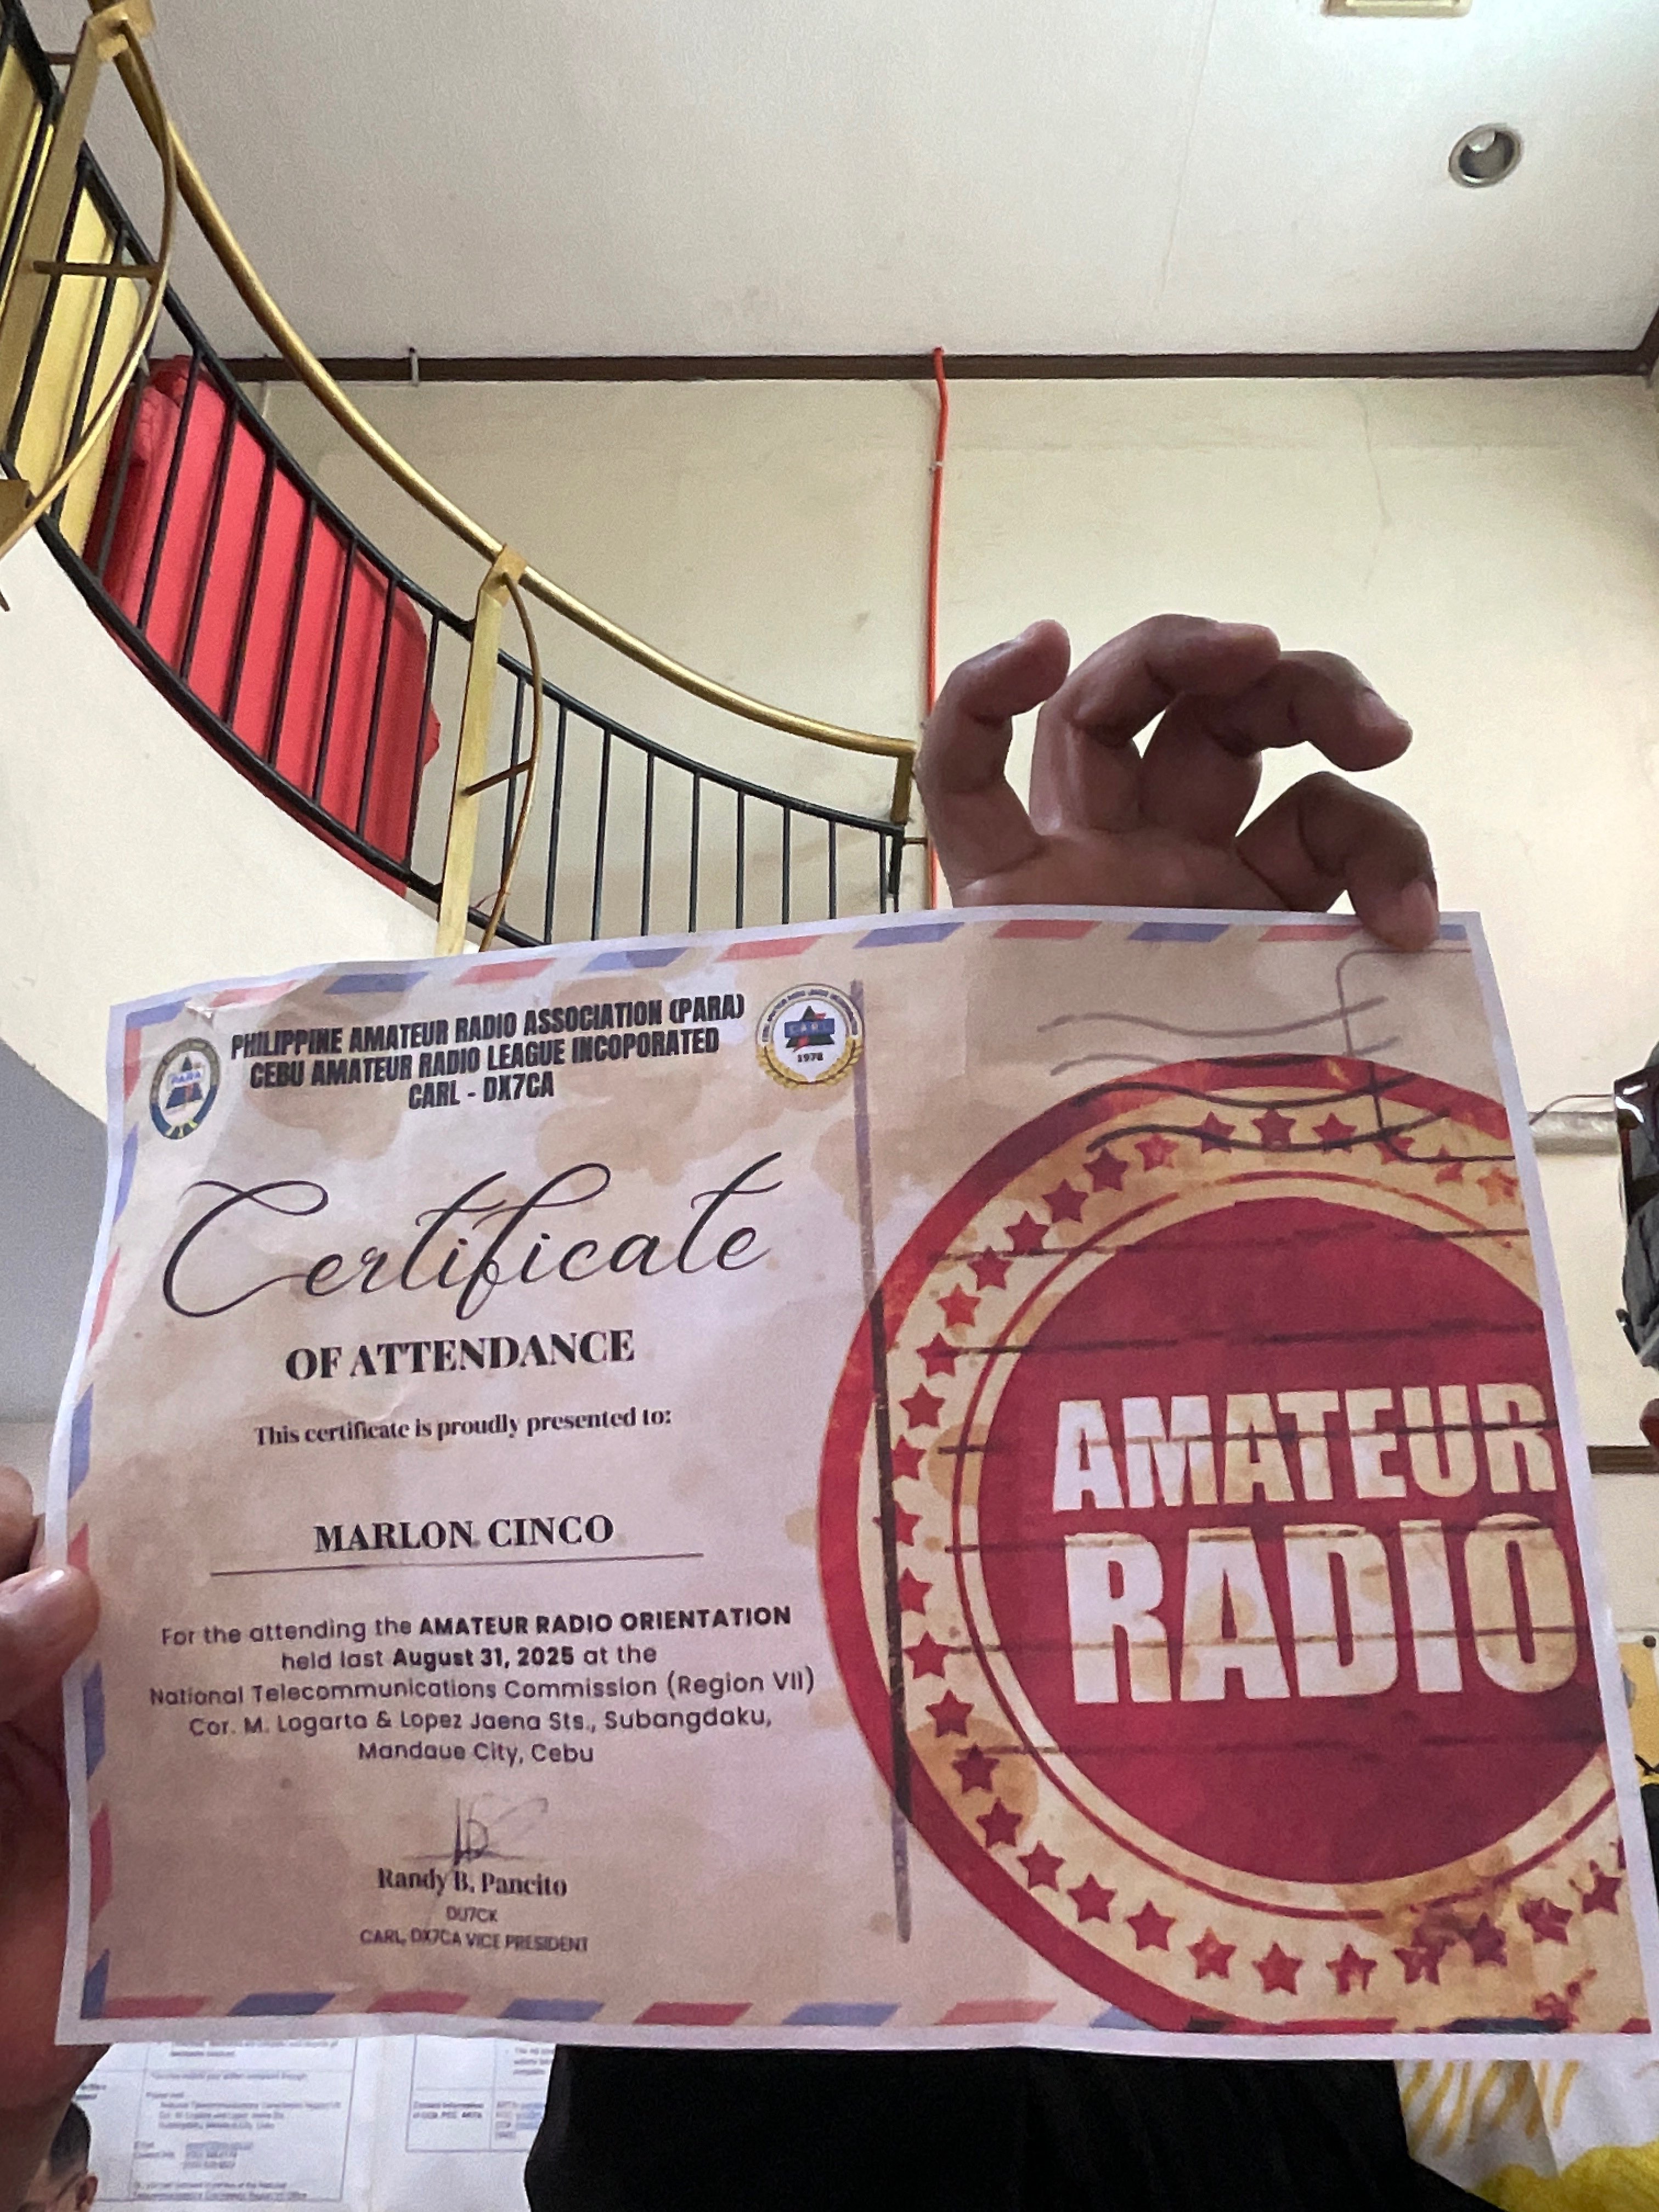 PHILIPPINE AMATEUR RADIO ASSOCIATION (PARA)
CEBU AMATEUR RADIO LEAGUE INCOPORATED
CARL - DX7CA
PARA
CARL
1978
Certificate
OF ATTENDANCE
This certificate is proudly presented to:
MARLON CINCO
For the attending the AMATEUR RADIO ORIENTATION
held last August 31, 2025 at the
National Telecommunications Commission (Region VII)
Cor. M. Logarta & Lopez Jaena Sts., Subangdaku,
Mandaue City, Cebu
Randy B. Pancito
DU7CK
CARL, DX7CA VICE PRESIDENT
AMATEUR
RADIO